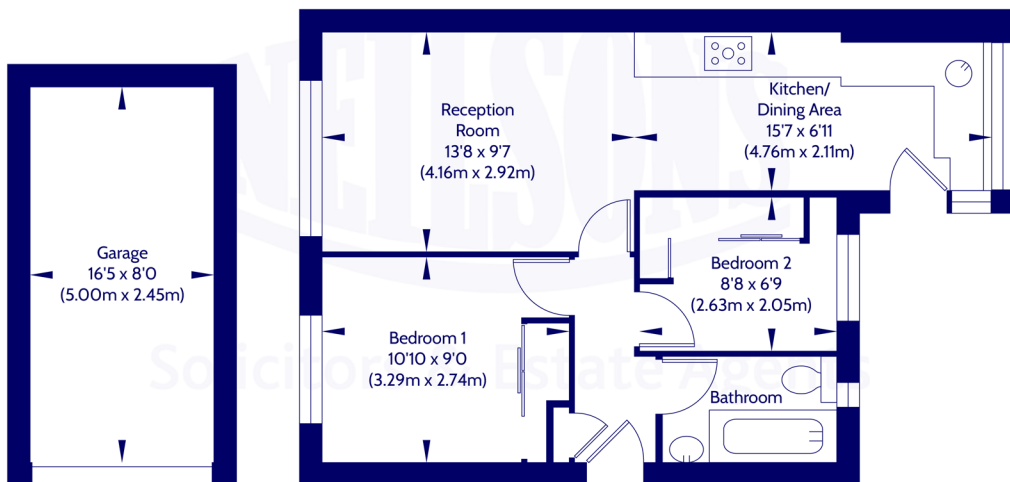 NEILSONS
Solicitors & Estate Agents
Reception
Room
13'8 x 9'7
(4.16m x 2.92m)
Kitchen/
Dining Area
15'7 x 6'11
(4.76m x 2.11m)
Garage
16'5 x 8'0
(5.00m x 2.45m)
Bedroom 2
8'8 x 6'9
(2.63m x 2.05m)
Bedroom 1
10'10 x 9'0
(3.29m x 2.74m)
Bathroom